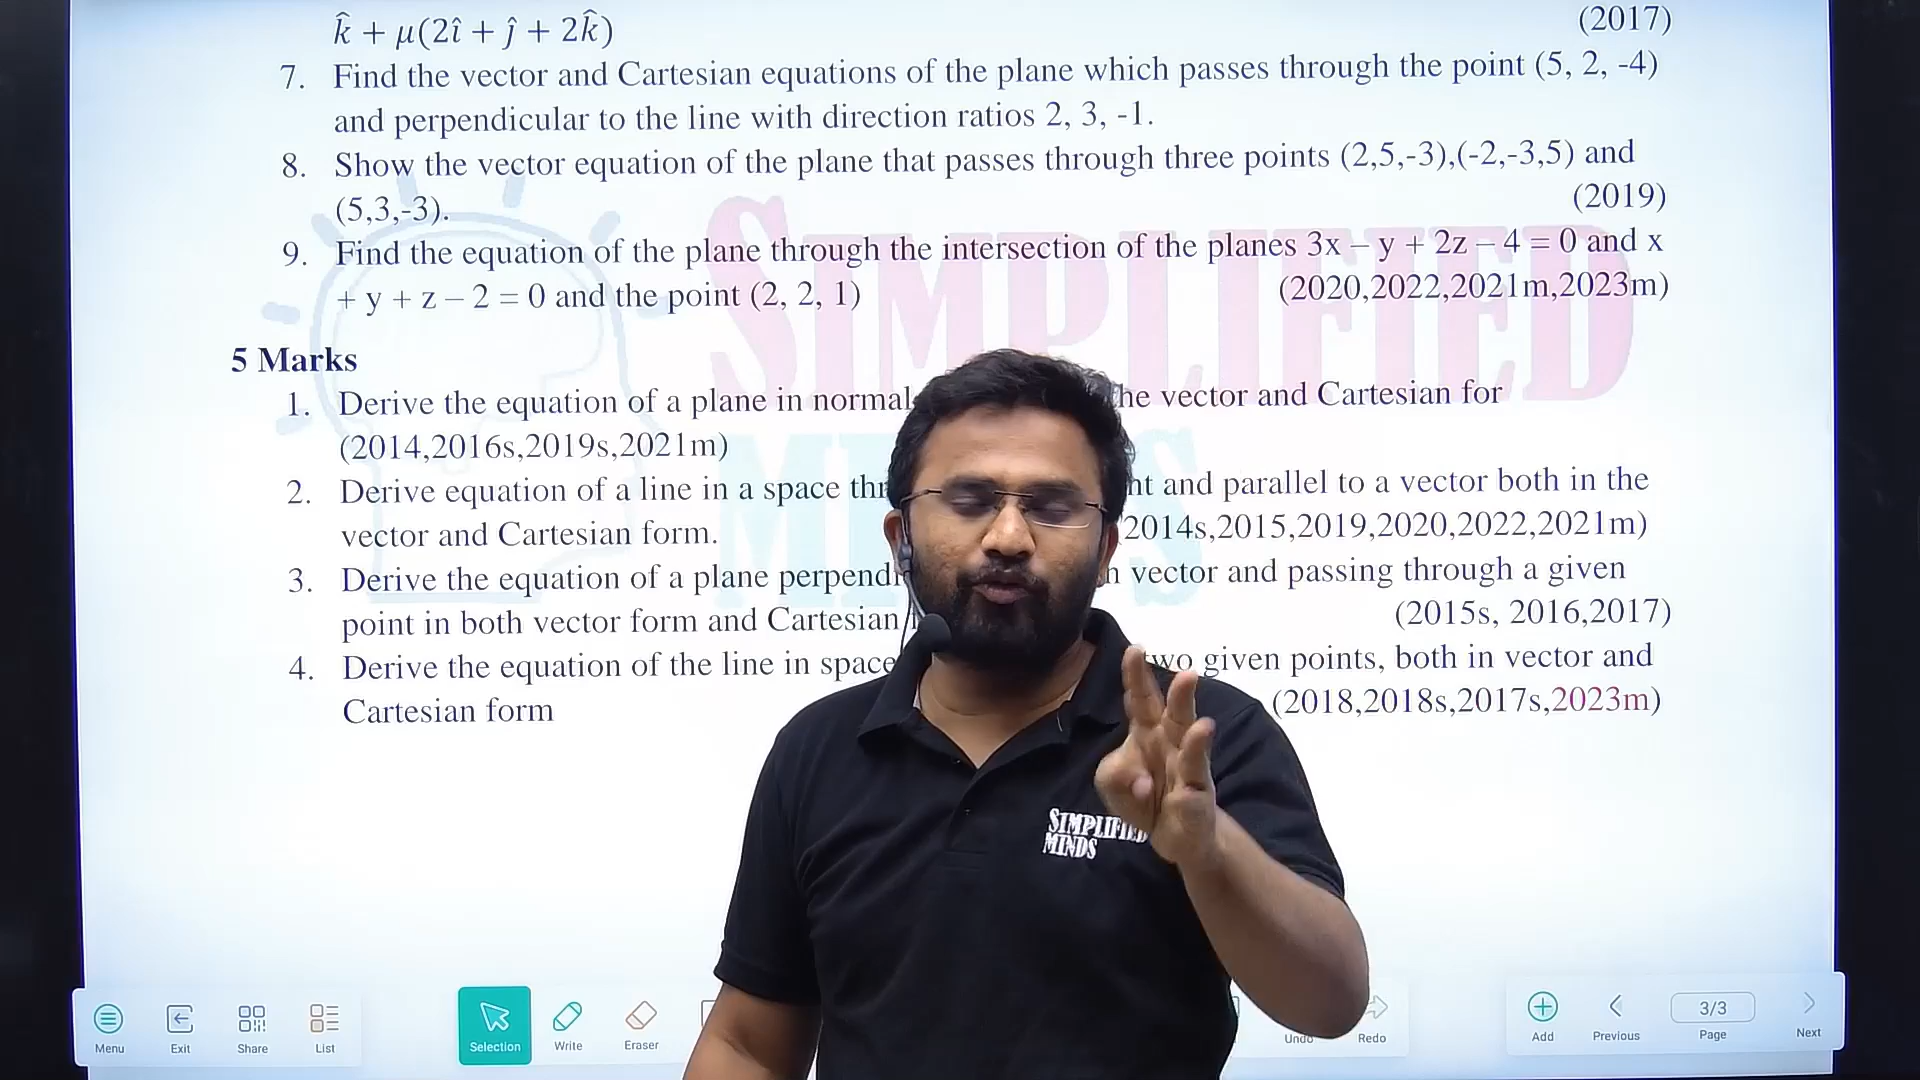 k̂ + μ(2î + ĵ + 2k̂) (2017)
7. Find the vector and Cartesian equations of the plane which passes through the point (5, 2, -4)
and perpendicular to the line with direction ratios 2, 3, -1.
8. Show the vector equation of the plane that passes through three points (2,5,-3),(-2,-3,5) and
(5,3,-3). (2019)
9. Find the equation of the plane through the intersection of the planes 3x – y + 2z – 4 = 0 and x
+ y + z – 2 = 0 and the point (2, 2, 1) (2020,2022,2021m,2023m)
SIMPLIFIED
5 Marks
1. Derive the equation of a plane in normal he vector and Cartesian for
(2014,2016s,2019s,2021m)
2. Derive equation of a line in a space thr nt and parallel to a vector both in the
vector and Cartesian form. 2014s,2015,2019,2020,2022,2021m)
3. Derive the equation of a plane perpendi n vector and passing through a given
point in both vector form and Cartesian (2015s, 2016,2017)
4. Derive the equation of the line in space two given points, both in vector and
Cartesian form (2018,2018s,2017s,2023m)
SIMPLIFIED
MINDS
Menu Exit Share List Selection Write Eraser Undo Redo Add Previous 3/3 Page Next